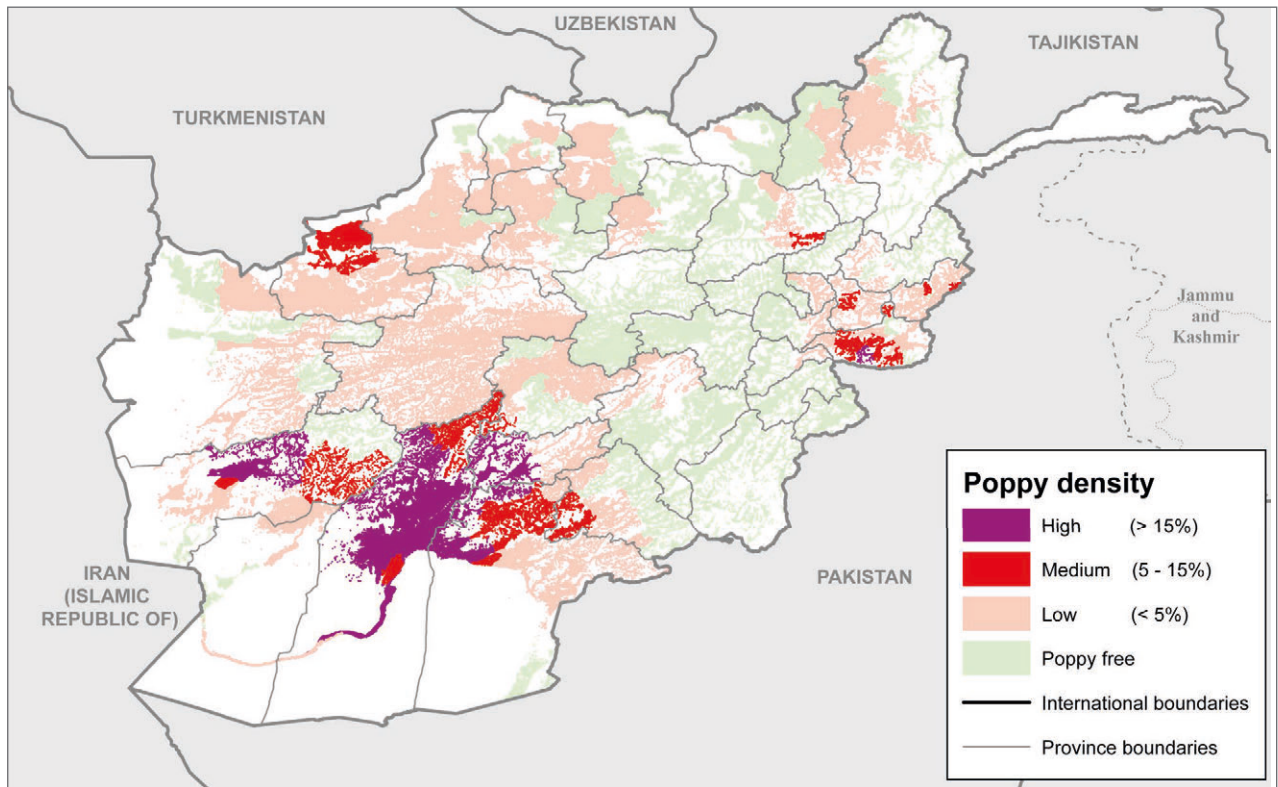 UZBEKISTAN
TAJIKISTAN
TURKMENISTAN
Jammu
and
Kashmir
IRAN
(ISLAMIC
REPUBLIC OF)
PAKISTAN
Poppy density
High (> 15%)
Medium (5 - 15%)
Low (< 5%)
Poppy free
International boundaries
Province boundaries